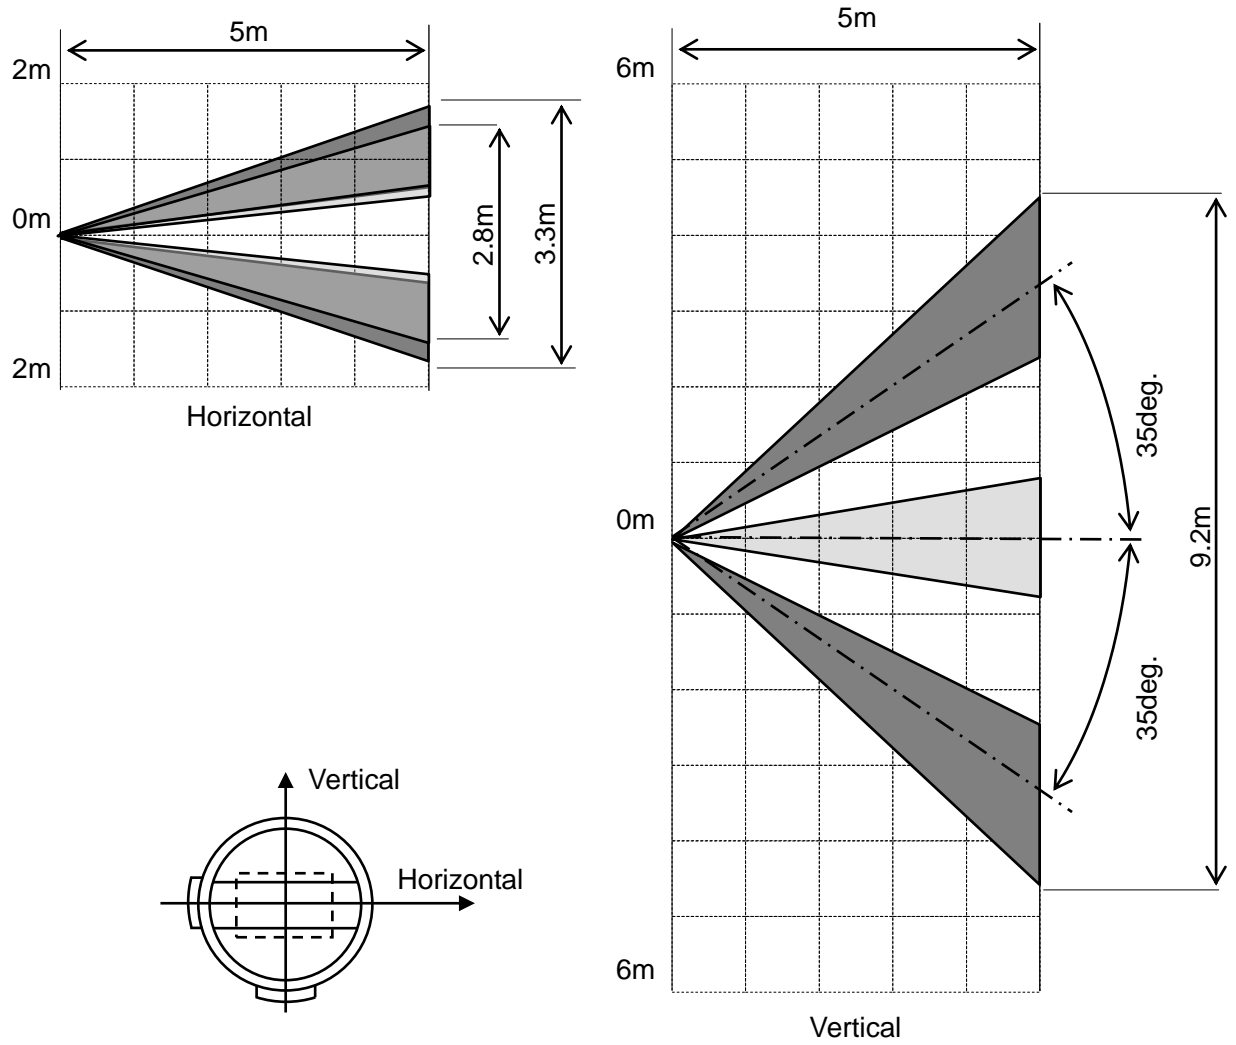 5m
2m
0m
2m
2.8m
3.3m
Horizontal
5m
6m
0m
6m
35deg.
35deg.
9.2m
Vertical
Vertical
Horizontal